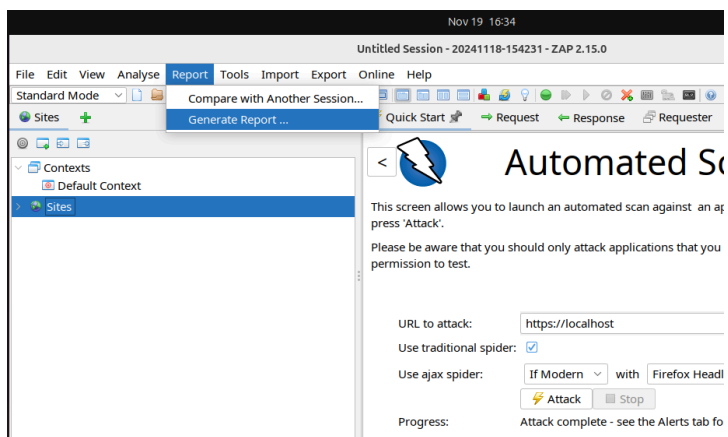 Nov 19 16:34
Untitled Session - 20241118-154231 - ZAP 2.15.0
File Edit View Analyse Report Tools Import Export Online Help
Standard Mode
Compare with Another Session...
Generate Report ...
Sites
Quick Start
Request
Response
Requester
Contexts
Default Context
Sites
<
Automated
This screen allows you to launch an automated scan against an
press 'Attack'.
Please be aware that you should only attack applications that you
permission to test.
URL to attack: https://localhost
Use traditional spider:
Use ajax spider: If Modern with Firefox
Attack Stop
Progress: Attack complete - see the Alerts tab